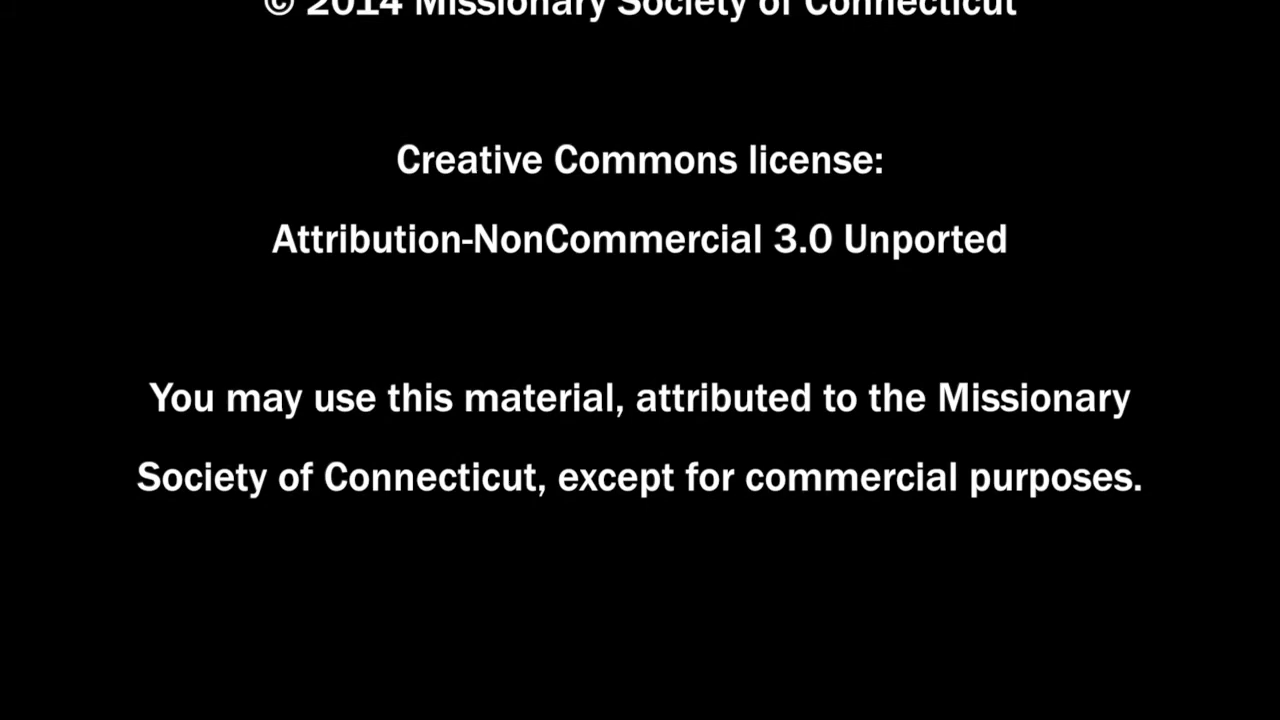 © 2014 Missionary Society of Connecticut
Creative Commons license:
Attribution-NonCommercial 3.0 Unported
You may use this material, attributed to the Missionary
Society of Connecticut, except for commercial purposes.